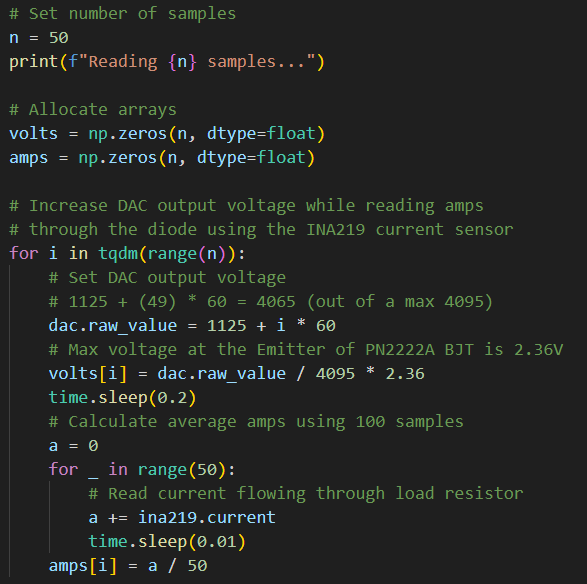 # Set number of samples
n = 50
print(f"Reading {n} samples...")
# Allocate arrays
volts = np.zeros(n, dtype=float)
amps = np.zeros(n, dtype=float)
# Increase DAC output voltage while reading amps
# through the diode using the INA219 current sensor
for i in tqdm(range(n)):
    # Set DAC output voltage
    # 1125 + (49) * 60 = 4065 (out of a max 4095)
    dac.raw_value = 1125 + i * 60
    # Max voltage at the Emitter of PN2222A BJT is 2.36V
    volts[i] = dac.raw_value / 4095 * 2.36
    time.sleep(0.2)
    # Calculate average amps using 100 samples
    a = 0
    for _ in range(50):
        # Read current flowing through load resistor
        a += ina219.current
        time.sleep(0.01)
    amps[i] = a / 50